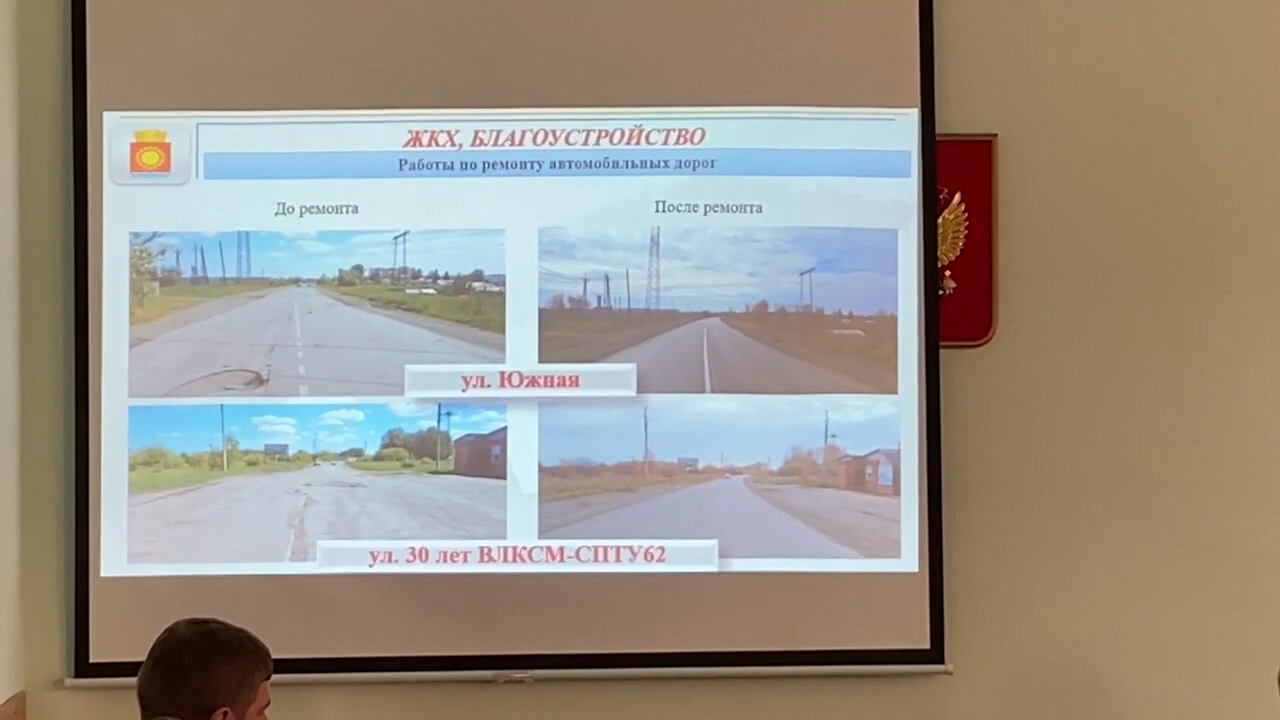 ЖКХ, БЛАГОУСТРОЙСТВО
Работы по ремонту автомобильных дорог
До ремонта
После ремонта
ул. Южная
ул. 30 лет ВЛКСМ-СПТУ62